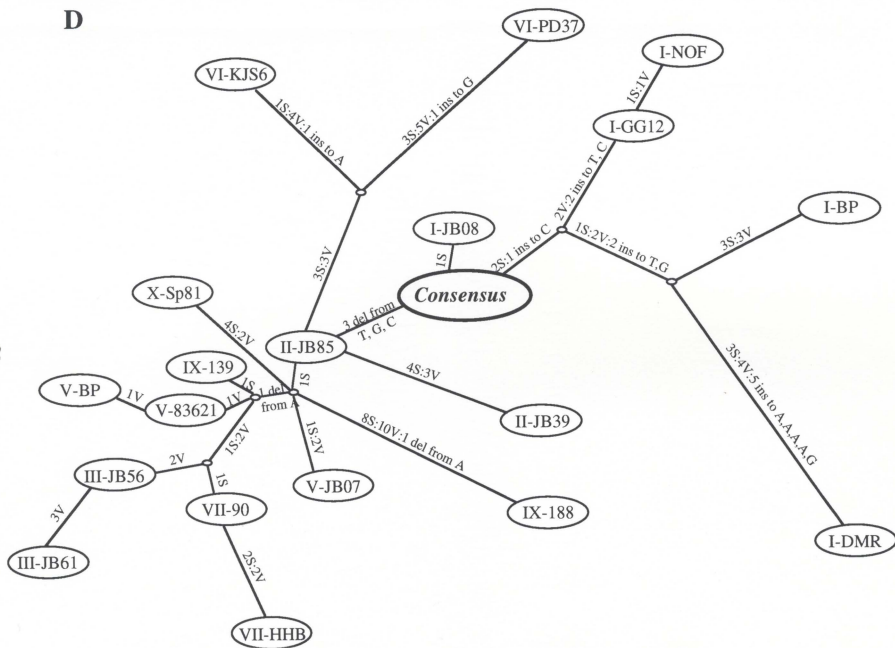 D
VI-PD37
I-NOF
VI-KJS6
1S:4V:1 ins to A
3S:5V:1 ins to G
1S:1V
I-GG12
2V:2 ins to T, C
I-BP
I-JB08
1S
2S:1 ins to C
1S:2V:2 ins to T,G
3S:3V
3S:3V
Consensus
X-Sp81
3 del from
T, G, C
4S:2V
II-JB85
IX-139
1S
4S:3V
3S:4V:5 ins to A,A,A,A,G
V-BP
1V
V-83621
1V
1S
1 del
from A
II-JB39
8S:10V:1 del from A
1S:2V
1S:2V
III-JB56
2V
1S
V-JB07
VII-90
IX-188
3V
I-DMR
III-JB61
2S:2V
VII-HHB